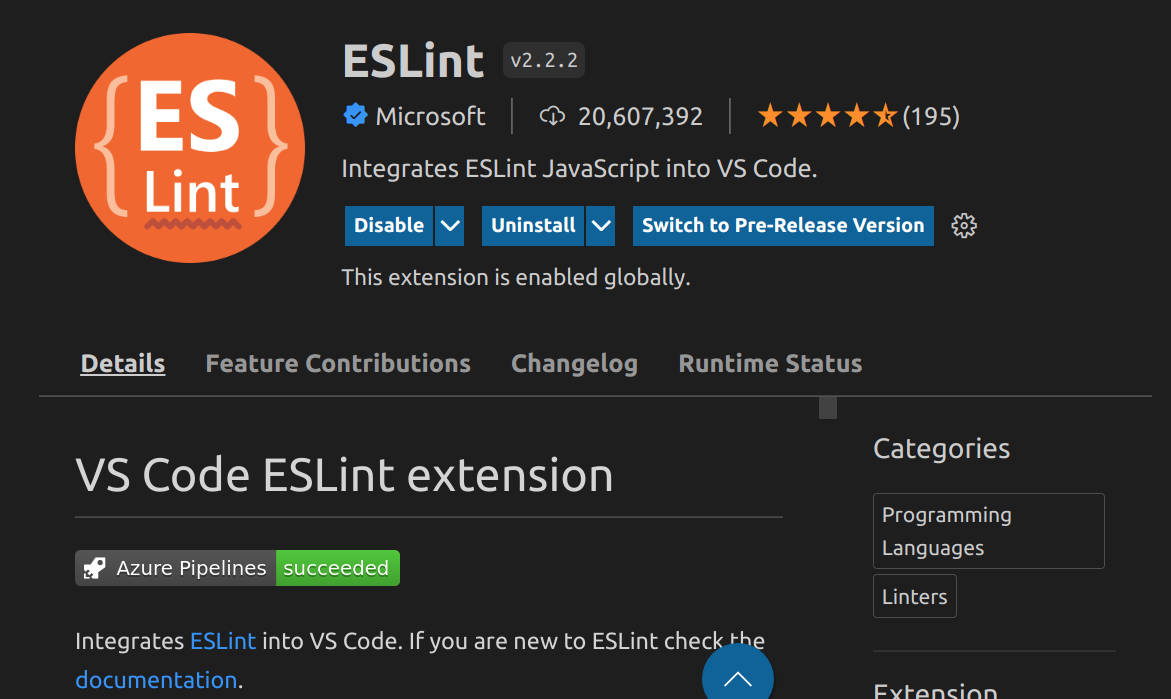 {ES}
Lint
ESLint v2.2.2
Microsoft 20,607,392 (195)
Integrates ESLint JavaScript into VS Code.
Disable Uninstall Switch to Pre-Release Version
This extension is enabled globally.
Details Feature Contributions Changelog Runtime Status
VS Code ESLint extension
Azure Pipelines succeeded
Integrates ESLint into VS Code. If you are new to ESLint check the
documentation.
Categories
Programming
Languages
Linters
Extension